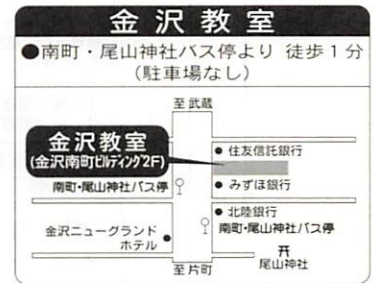 金沢教室
●南町・尾山神社バス停より 徒歩1分
(駐車場なし)
至武蔵
金沢教室
(金沢南町ビルディング2F)
住友信託銀行
南町・尾山神社バス停
みずほ銀行
北陸銀行
南町・尾山神社バス停
金沢ニューグランド
ホテル
尾山神社
至片町